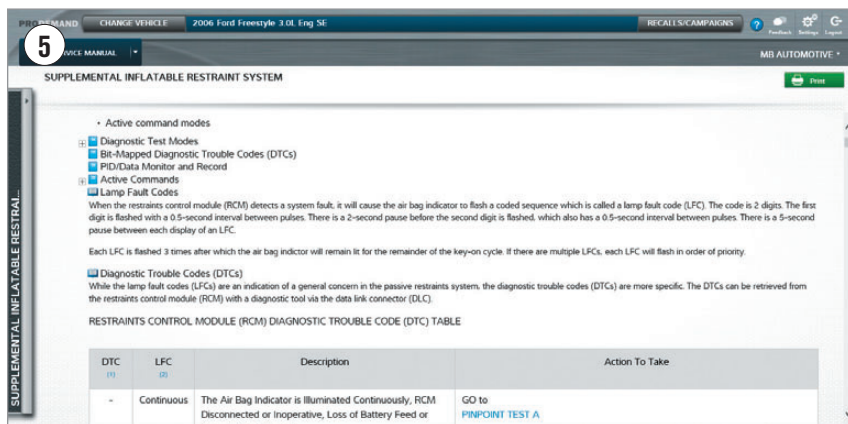 PRODEMAND CHANGE VEHICLE 2006 Ford Freestyle 3.0L Eng SE RECALLS/CAMPAIGNS ? Feedback Settings Logout
5 SERVICE MANUAL MB AUTOMOTIVE
SUPPLEMENTAL INFLATABLE RESTRAINT SYSTEM Print
SUPPLEMENTAL INFLATABLE RESTRAI...
• Active command modes
Diagnostic Test Modes
Bit-Mapped Diagnostic Trouble Codes (DTCs)
PID/Data Monitor and Record
Active Commands
Lamp Fault Codes
When the restraints control module (RCM) detects a system fault, it will cause the air bag indicator to flash a coded sequence which is called a lamp fault code (LFC). The code is 2 digits. The first
digit is flashed with a 0.5-second interval between pulses. There is a 2-second pause before the second digit is flashed, which also has a 0.5-second interval between pulses. There is a 5-second
pause between each display of an LFC.
Each LFC is flashed 3 times after which the air bag indictor will remain lit for the remainder of the key-on cycle. If there are multiple LFCs, each LFC will flash in order of priority.
Diagnostic Trouble Codes (DTCs)
While the lamp fault codes (LFCs) are an indication of a general concern in the passive restraints system, the diagnostic trouble codes (DTCs) are more specific. The DTCs can be retrieved from
the restraints control module (RCM) with a diagnostic tool via the data link connector (DLC).
RESTRAINTS CONTROL MODULE (RCM) DIAGNOSTIC TROUBLE CODE (DTC) TABLE
DTC LFC Description Action To Take
(1) (2)
- Continuous The Air Bag Indicator is Illuminated Continuously, RCM GO to
Disconnected or Inoperative, Loss of Battery Feed or PINPOINT TEST A